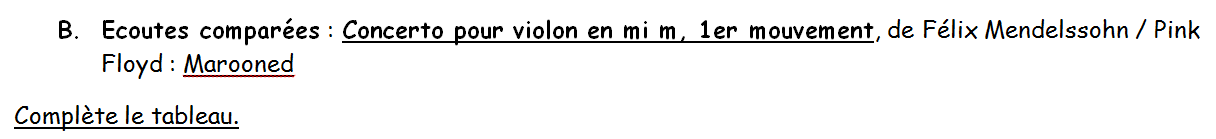 B. Ecoutes comparées : Concerto pour violon en mi m, 1er mouvement, de Félix Mendelssohn / Pink
Floyd : Marooned
Complète le tableau.